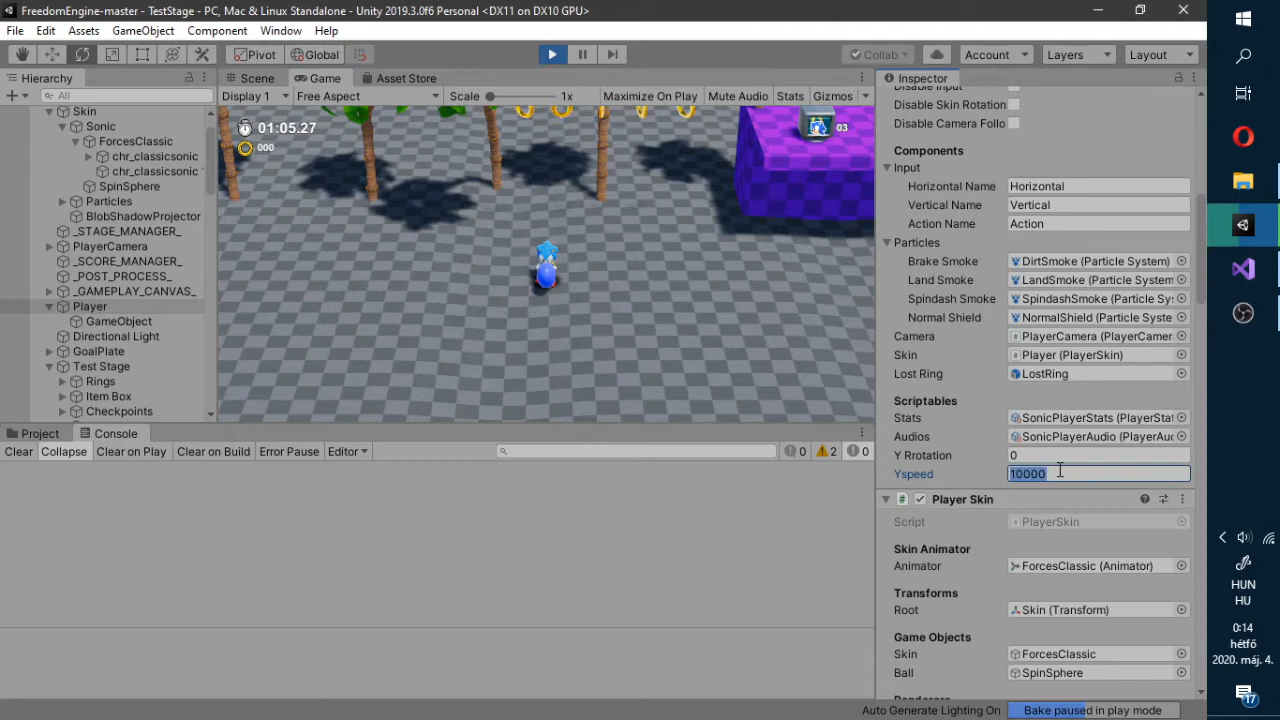 FreedomEngine-master - TestStage - PC, Mac & Linux Standalone - Unity 2019.3.0f6 Personal <DX11 on DX10 GPU>
File Edit Assets GameObject Component Window Help
Pivot Global Collab Account Layers Layout
Hierarchy
All
Skin
Sonic
ForcesClassic
chr_classicsonic
chr_classicsonic
SpinSphere
Particles
BlobShadowProjector
_STAGE_MANAGER_
PlayerCamera
_SCORE_MANAGER_
_POST_PROCESS_
_GAMEPLAY_CANVAS_
Player
GameObject
Directional Light
GoalPlate
Test Stage
Rings
Item Box
Checkpoints
Scene Game Asset Store
Display 1 Free Aspect Scale 1x Maximize On Play Mute Audio Stats Gizmos
01:05.27
000
03
Project Console
Clear Collapse Clear on Play Clear on Build Error Pause Editor 0 2 0
Inspector
Disable Input
Disable Skin Rotation
Disable Camera Follo
Components
Input
Horizontal Name Horizontal
Vertical Name Vertical
Action Name Action
Particles
Brake Smoke DirtSmoke (Particle System)
Land Smoke LandSmoke (Particle System
Spindash Smoke SpindashSmoke (Particle Sy
Normal Shield NormalShield (Particle Syste
Camera PlayerCamera (PlayerCamer
Skin Player (PlayerSkin)
Lost Ring LostRing
Scriptables
Stats SonicPlayerStats (PlayerStat
Audios SonicPlayerAudio (PlayerAud
Y Rrotation 0
Yspeed 10000
Player Skin
Script PlayerSkin
Skin Animator
Animator ForcesClassic (Animator)
Transforms
Root Skin (Transform)
Game Objects
Skin ForcesClassic
Ball SpinSphere
Auto Generate Lighting On Bake paused in play mode
HUN
HU
0:14
hétfő
2020. máj. 4.
17